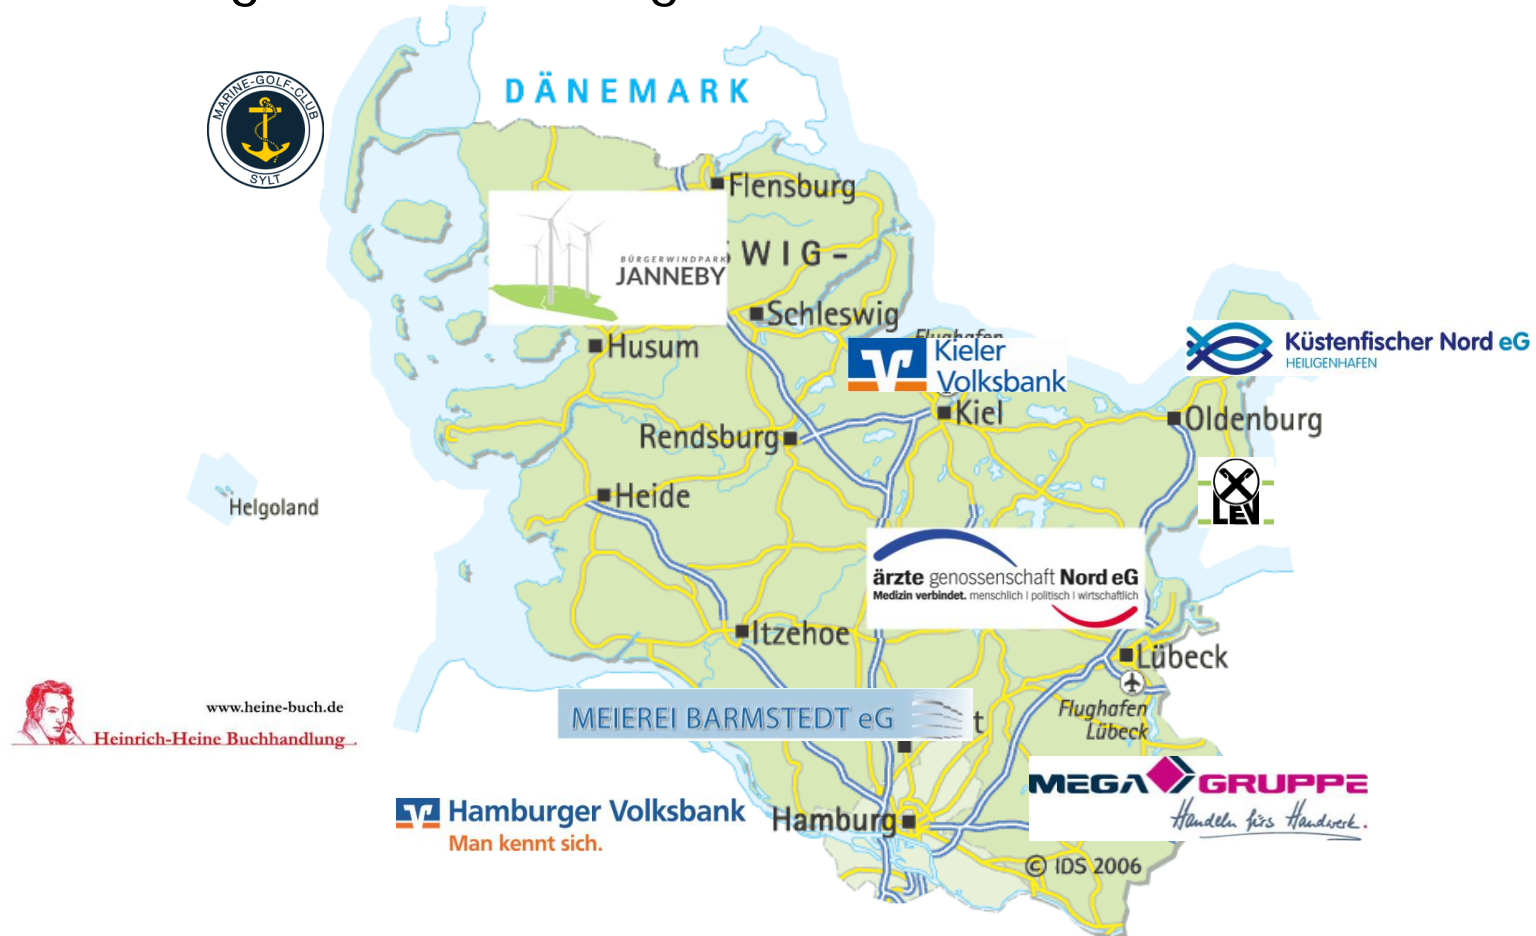 MARINE-GOLF-CLUB
SYLT
DÄNEMARK
Flensburg
BÜRGERWINDPARK
JANNEBY
WIG-
Schleswig
Husum
Flughafen
Kieler
Volksbank
Küstenfischer Nord eG
HEILIGENHAFEN
Kiel
Oldenburg
Rendsburg
Heide
Helgoland
LEV
ärzte genossenschaft Nord eG
Medizin verbindet. menschlich | politisch | wirtschaftlich
Itzehoe
Lübeck
Flughafen
Lübeck
www.heine-buch.de
Heinrich-Heine Buchhandlung
MEIEREI BARMSTEDT eG
t
MEGA GRUPPE
Handeln fürs Handwerk.
Hamburger Volksbank
Man kennt sich.
Hamburg
© IDS 2006